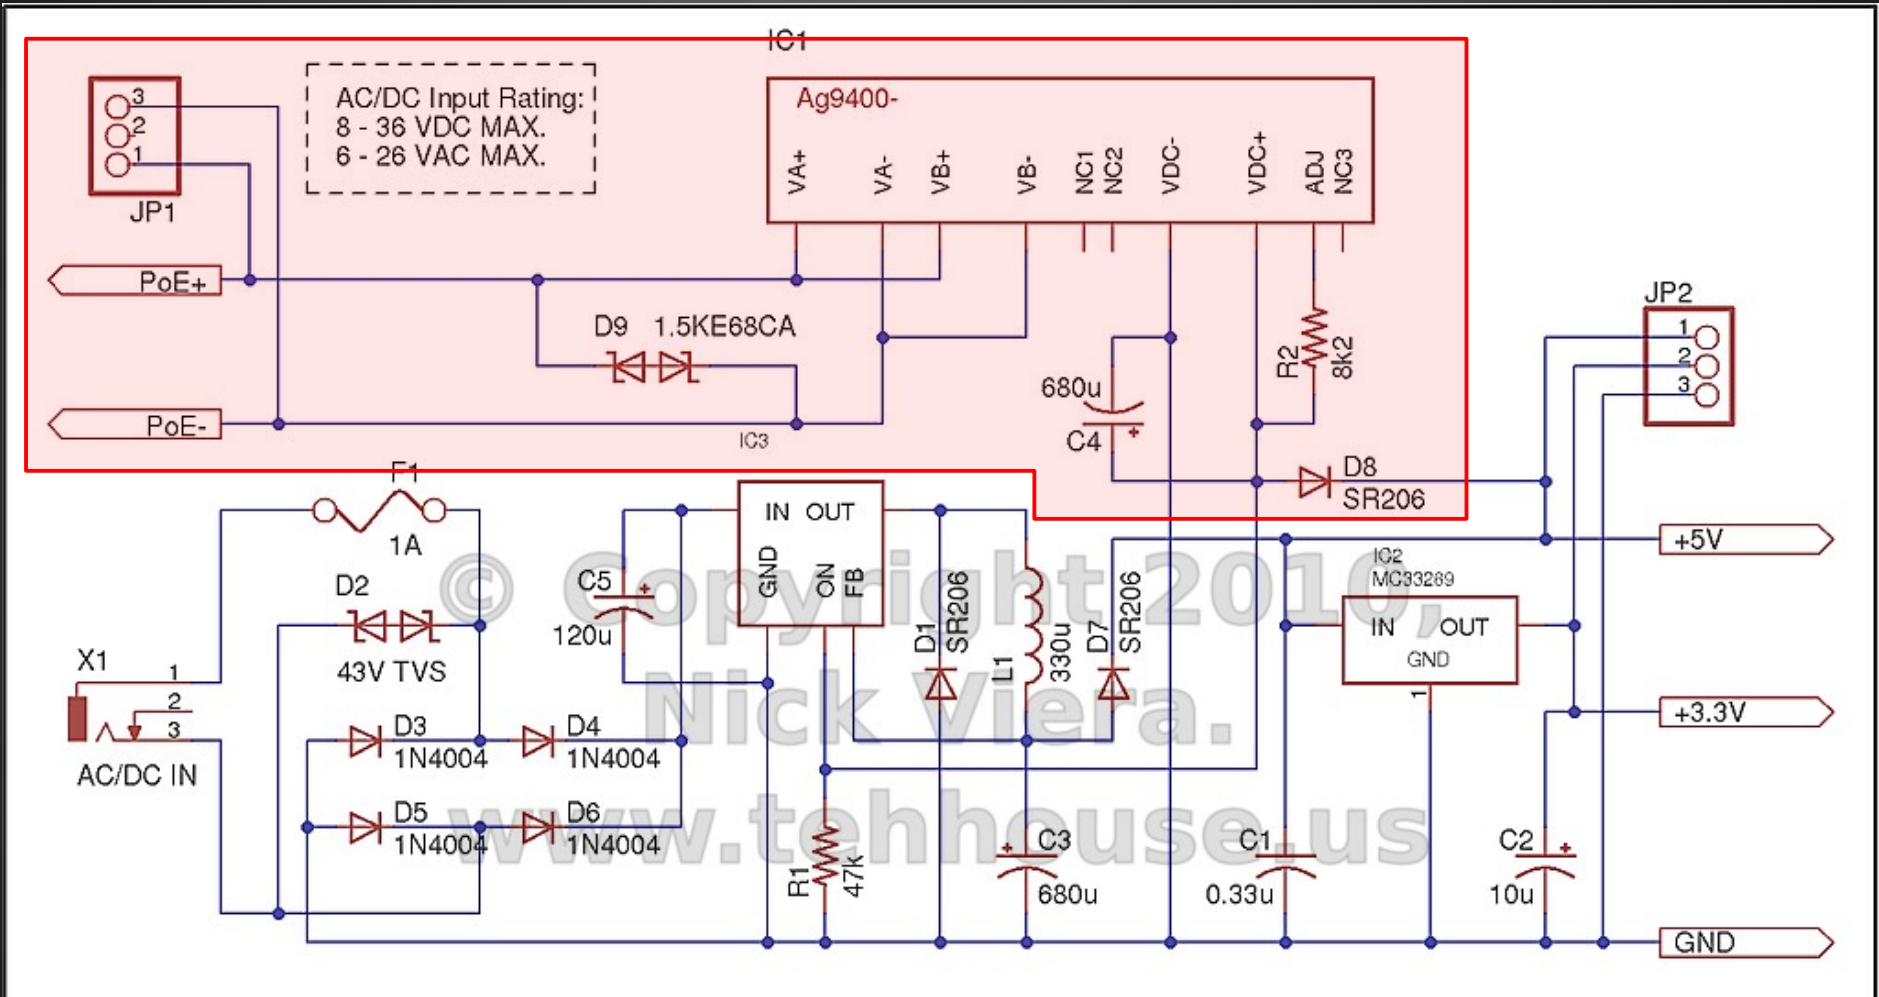 IC1
3
2
1
JP1
AC/DC Input Rating:
8 - 36 VDC MAX.
6 - 26 VAC MAX.
Ag9400-
VA+
VA-
VB+
VB-
NC1
NC2
VDC-
VDC+
ADJ
NC3
PoE+
D9 1.5KE68CA
PoE-
IC3
680u
C4
R2
8k2
D8
SR206
JP2
1
2
3
F1
1A
D2
43V TVS
X1
1
2
3
AC/DC IN
D3
1N4004
D4
1N4004
D5
1N4004
D6
1N4004
C5
120u
IN OUT
GND
ON
FB
D1
SR206
L1
330u
D7
SR206
R1
47k
C3
680u
IC2
MC33269
IN OUT
GND
1
C1
0.33u
C2
10u
+5V
+3.3V
GND
© Copyright 2010,
Nick Viera.
www.tehhouse.us